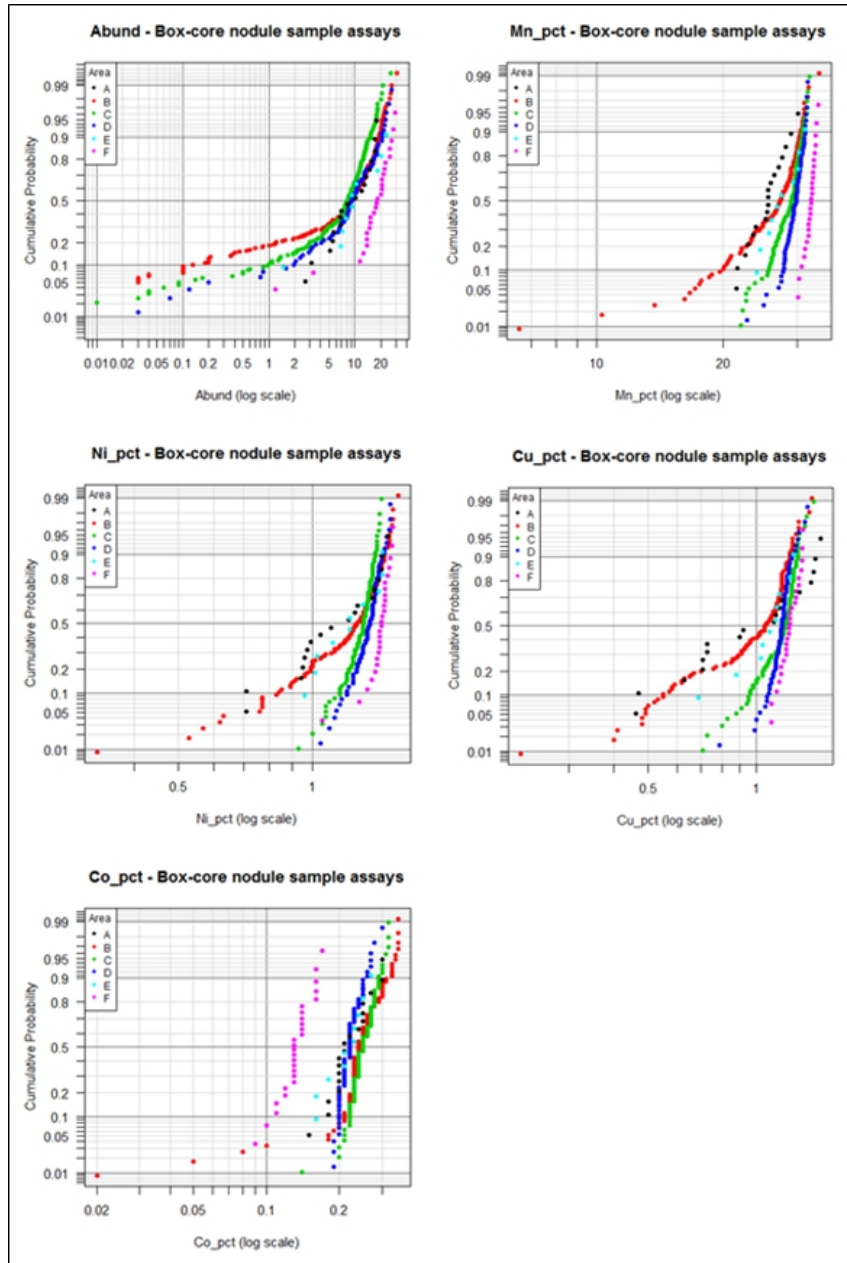 Abund - Box-core nodule sample assays
Area
A
B
C
D
E
F
0.99
0.95
0.9
0.8
0.5
0.2
0.1
0.05
0.01
Cumulative Probability
0.01 0.02 0.05 0.1 0.2 0.5 1 2 5 10 20
Abund (log scale)
Mn_pct - Box-core nodule sample assays
Area
A
B
C
D
E
F
0.99
0.95
0.9
0.8
0.5
0.2
0.1
0.05
0.01
Cumulative Probability
10 20
Mn_pct (log scale)
Ni_pct - Box-core nodule sample assays
Area
A
B
C
D
E
F
0.99
0.95
0.9
0.8
0.5
0.2
0.1
0.05
0.01
Cumulative Probability
0.5 1
Ni_pct (log scale)
Cu_pct - Box-core nodule sample assays
Area
A
B
C
D
E
F
0.99
0.95
0.9
0.8
0.5
0.2
0.1
0.05
0.01
Cumulative Probability
0.5 1
Cu_pct (log scale)
Co_pct - Box-core nodule sample assays
Area
A
B
C
D
E
F
0.99
0.95
0.9
0.8
0.5
0.2
0.1
0.05
0.01
Cumulative Probability
0.02 0.05 0.1 0.2
Co_pct (log scale)